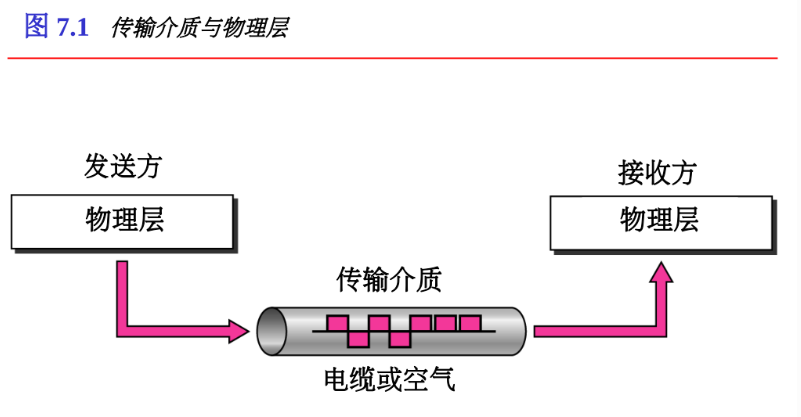 图 7.1 传输介质与物理层
发送方
接收方
物理层
物理层
传输介质
电缆或空气